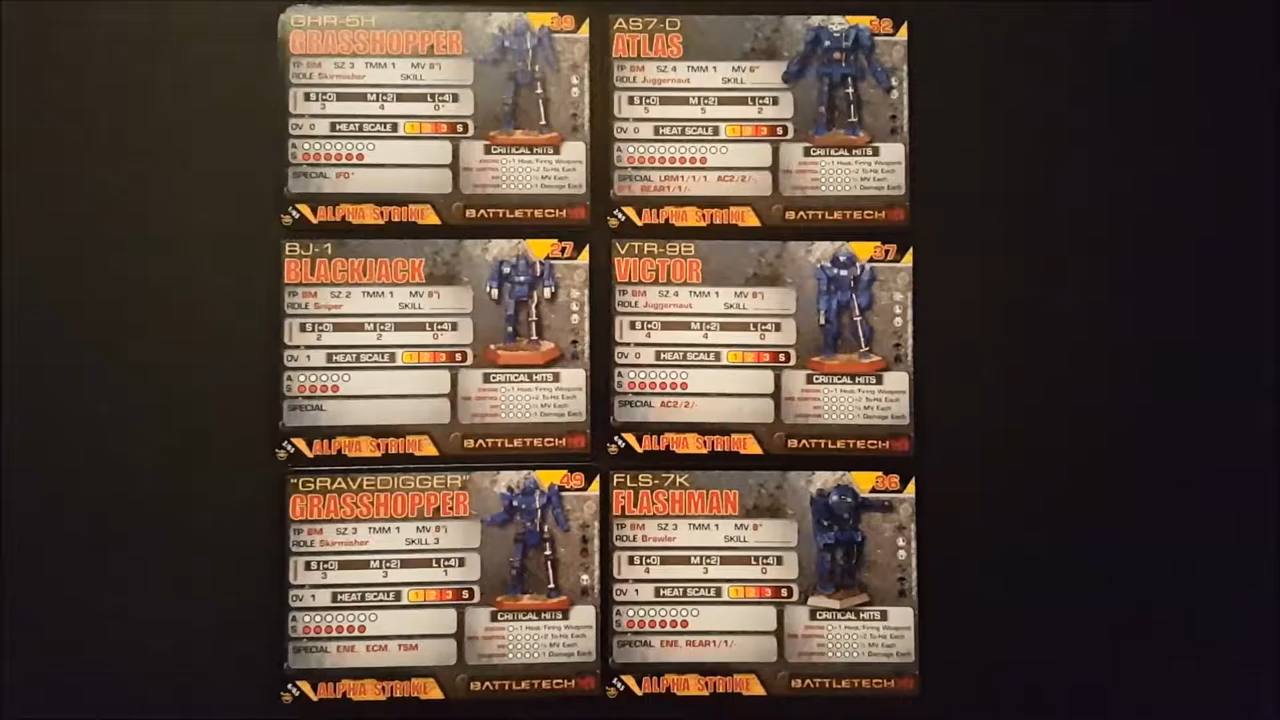 GHR-5H
39
GRASSHOPPER
TP BM SZ 3 TMM 1 MV 8"j
ROLE Skirmisher SKILL
S (+0) M (+2) L (+4)
3 4 0*
OV 0 HEAT SCALE 1 2 3 S
A
S
CRITICAL HITS
+1 Heat/Firing Weapons
+2 To-Hit Each
½ MV Each
-1 Damage Each
SPECIAL IF0*
1/65 ALPHA STRIKE BATTLETECH
AS7-D
52
ATLAS
TP BM SZ 4 TMM 1 MV 6"
ROLE Juggernaut SKILL
S (+0) M (+2) L (+4)
5 5 2
OV 0 HEAT SCALE 1 2 3 S
A
S
CRITICAL HITS
+1 Heat/Firing Weapons
+2 To-Hit Each
½ MV Each
-1 Damage Each
SPECIAL LRM1/1/1, AC2/2/-,
IF1, REAR1/1/-
2/65 ALPHA STRIKE BATTLETECH
BJ-1
27
BLACKJACK
TP BM SZ 2 TMM 1 MV 8"j
ROLE Sniper SKILL
S (+0) M (+2) L (+4)
2 2 0*
OV 1 HEAT SCALE 1 2 3 S
A
S
CRITICAL HITS
+1 Heat/Firing Weapons
+2 To-Hit Each
½ MV Each
-1 Damage Each
SPECIAL
3/65 ALPHA STRIKE BATTLETECH
VTR-9B
37
VICTOR
TP BM SZ 4 TMM 1 MV 8"j
ROLE Juggernaut SKILL
S (+0) M (+2) L (+4)
4 4 0
OV 0 HEAT SCALE 1 2 3 S
A
S
CRITICAL HITS
+1 Heat/Firing Weapons
+2 To-Hit Each
½ MV Each
-1 Damage Each
SPECIAL AC2/2/-
4/65 ALPHA STRIKE BATTLETECH
"GRAVEDIGGER"
49
GRASSHOPPER
TP BM SZ 3 TMM 1 MV 8"j
ROLE Skirmisher SKILL 3
S (+0) M (+2) L (+4)
3 3 1
OV 1 HEAT SCALE 1 2 3 S
A
S
CRITICAL HITS
+1 Heat/Firing Weapons
+2 To-Hit Each
½ MV Each
-1 Damage Each
SPECIAL ENE, ECM, TSM
6/65 ALPHA STRIKE BATTLETECH
FLS-7K
36
FLASHMAN
TP BM SZ 3 TMM 1 MV 8"
ROLE Brawler SKILL
S (+0) M (+2) L (+4)
4 3 0
OV 1 HEAT SCALE 1 2 3 S
A
S
CRITICAL HITS
+1 Heat/Firing Weapons
+2 To-Hit Each
½ MV Each
-1 Damage Each
SPECIAL ENE, REAR1/1/-
5/65 ALPHA STRIKE BATTLETECH